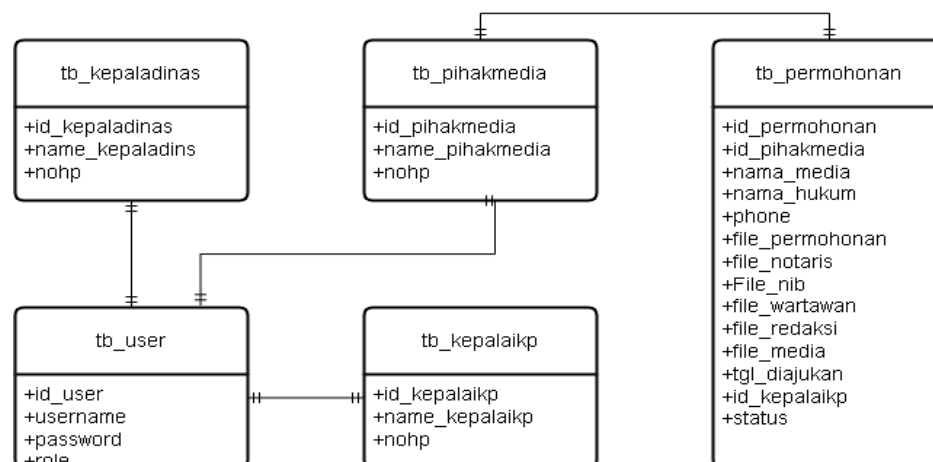 tb_kepaladinas
+id_kepaladinas
+name_kepaladins
+nohp
tb_pihakmedia
+id_pihakmedia
+name_pihakmedia
+nohp
tb_permohonan
+id_permohonan
+id_pihakmedia
+nama_media
+nama_hukum
+phone
+file_permohonan
+file_notaris
+File_nib
+file_wartawan
+file_redaksi
+file_media
+tgl_diajukan
+id_kepalaikp
+status
tb_user
+id_user
+username
+password
+role
tb_kepalaikp
+id_kepalaikp
+name_kepalaikp
+nohp